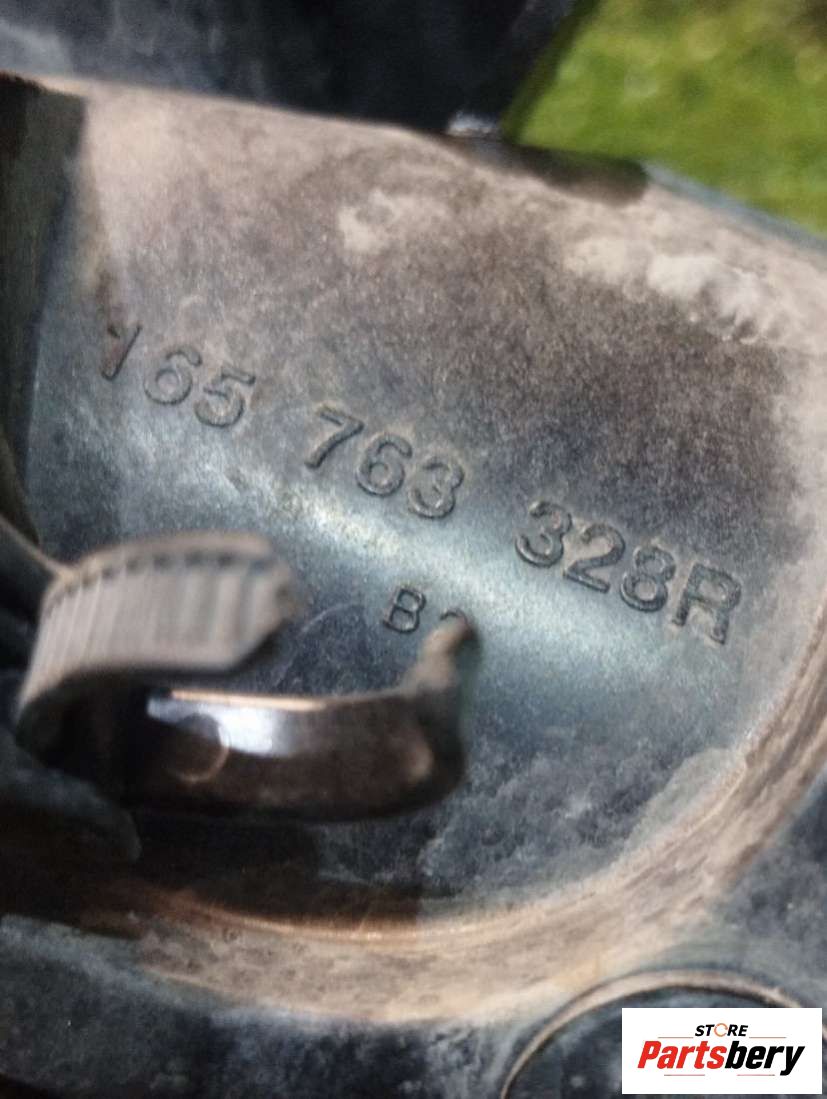 165 763 328R
B
STORE
Partsbery